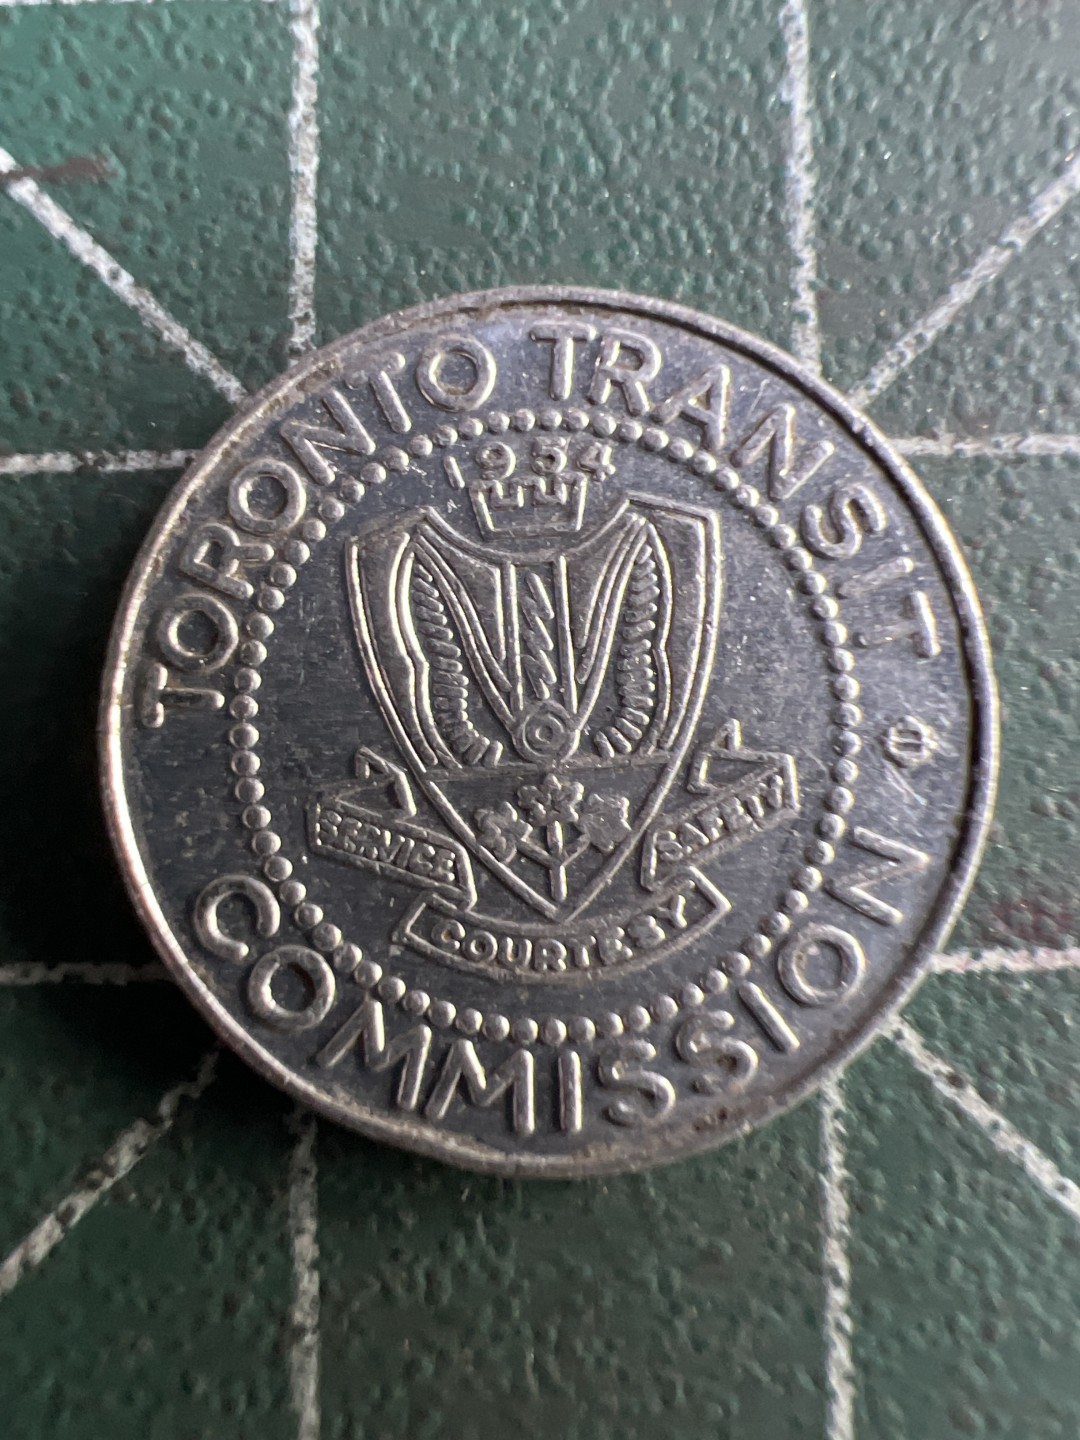 TORONTO TRANSIT
COMMISSION
1954
SERVICE
COURTESY
SAFETY